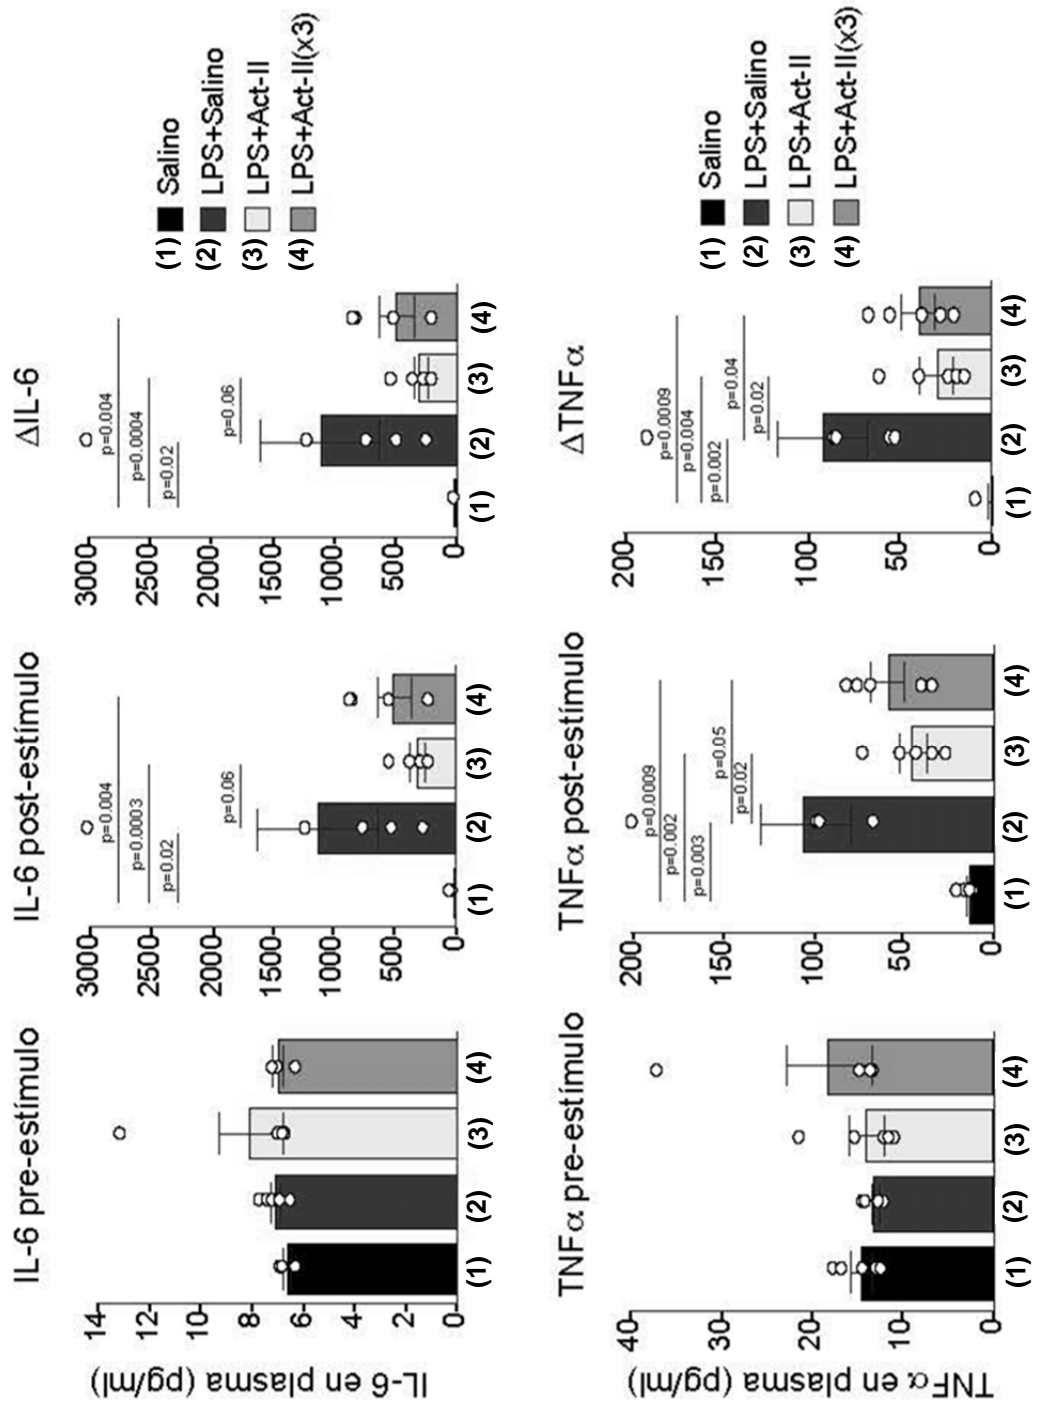 IL-6 pre-estímulo
IL-6 en plasma (pg/ml)
14
12
10
8
6
4
2
0
(1)
(2)
(3)
(4)
IL-6 post-estímulo
3000
2500
2000
1500
1000
500
0
p=0.004
p=0.0003
p=0.02
p=0.06
(1)
(2)
(3)
(4)
ΔIL-6
3000
2500
2000
1500
1000
500
0
p=0.004
p=0.0004
p=0.02
p=0.06
(1)
(2)
(3)
(4)
(1) Salino
(2) LPS+Salino
(3) LPS+Act-II
(4) LPS+Act-II(x3)
TNFα pre-estímulo
TNFα en plasma (pg/ml)
40
30
20
10
0
(1)
(2)
(3)
(4)
TNFα post-estímulo
200
150
100
50
0
p=0.0009
p=0.002
p=0.003
p=0.05
p=0.02
(1)
(2)
(3)
(4)
ΔTNFα
200
150
100
50
0
p=0.0009
p=0.004
p=0.002
p=0.04
p=0.02
(1)
(2)
(3)
(4)
(1) Salino
(2) LPS+Salino
(3) LPS+Act-II
(4) LPS+Act-II(x3)